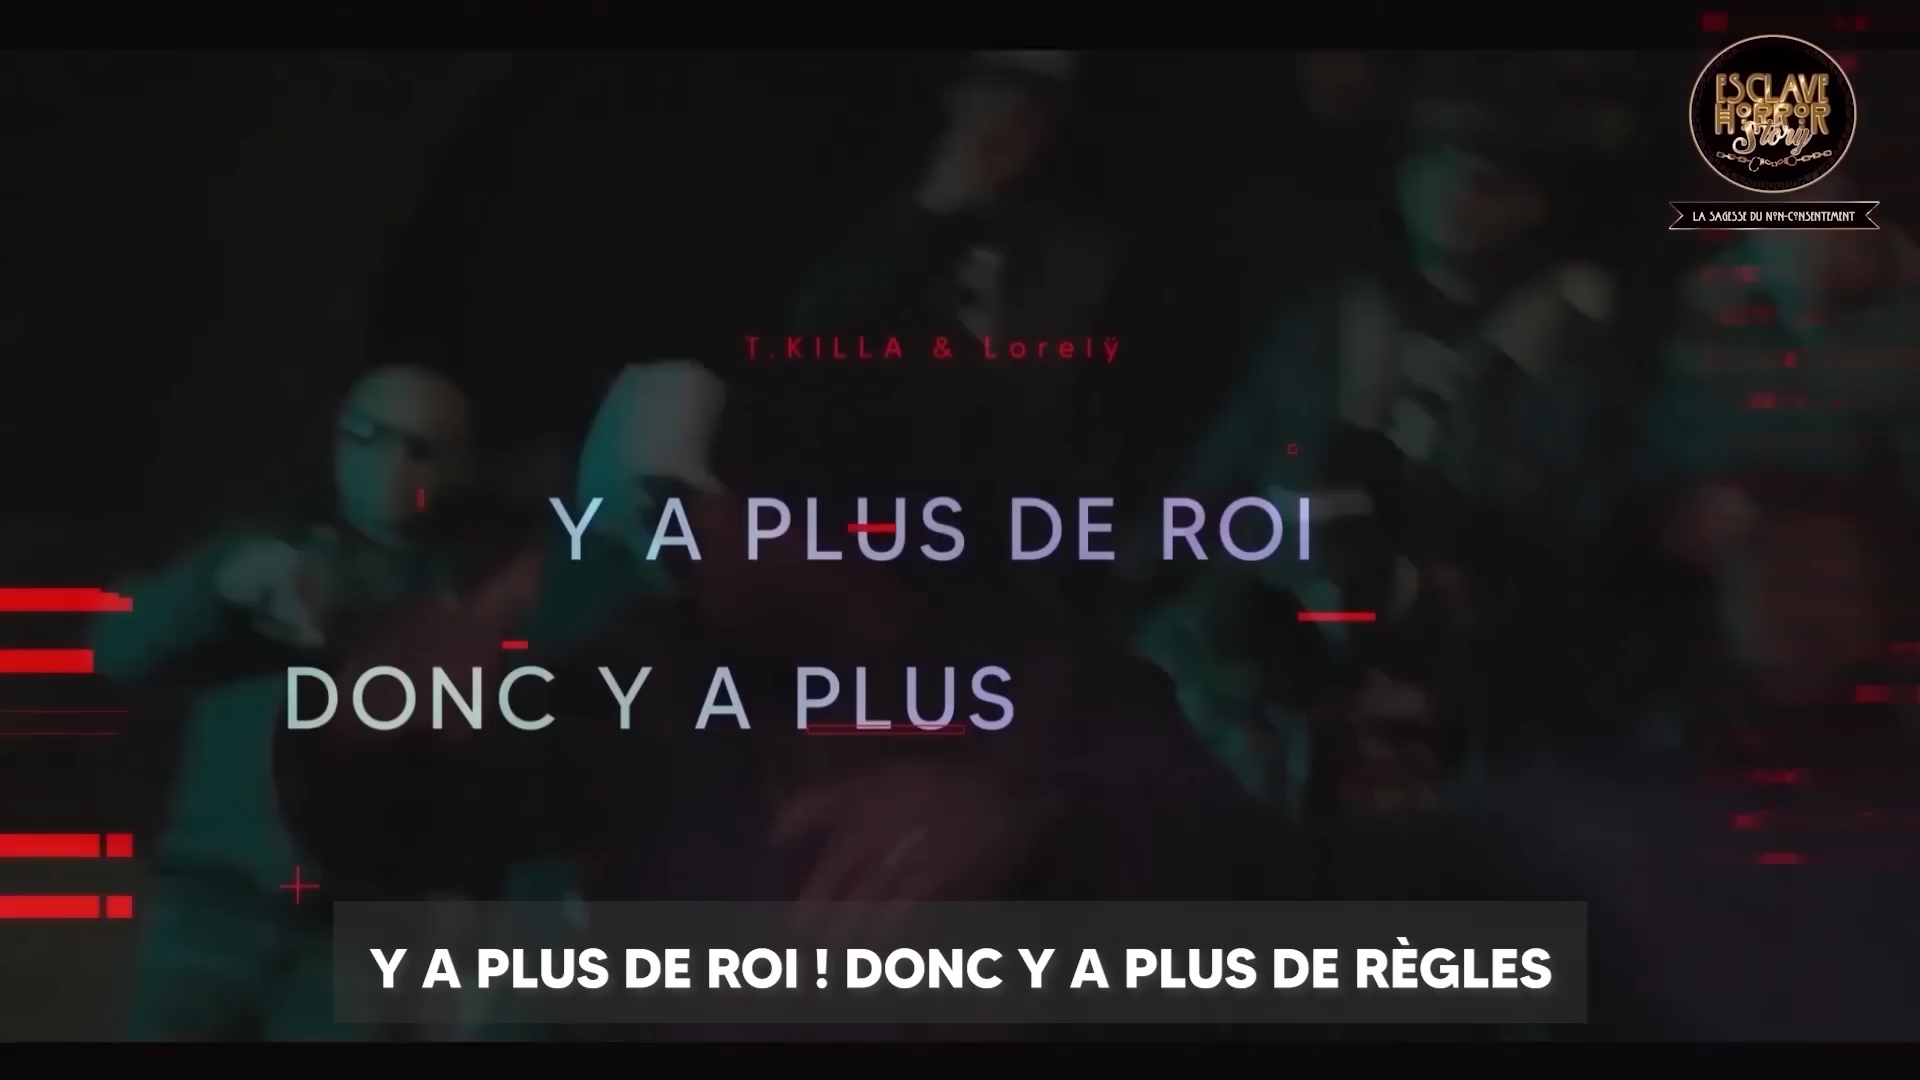 ESCLAVE
HORROR
Story
LA SAGESSE DU NON-CONSENTEMENT
T.KILLA & Lorelÿ
Y A PLUS DE ROI
DONC Y A PLUS
Y A PLUS DE ROI ! DONC Y A PLUS DE RÈGLES